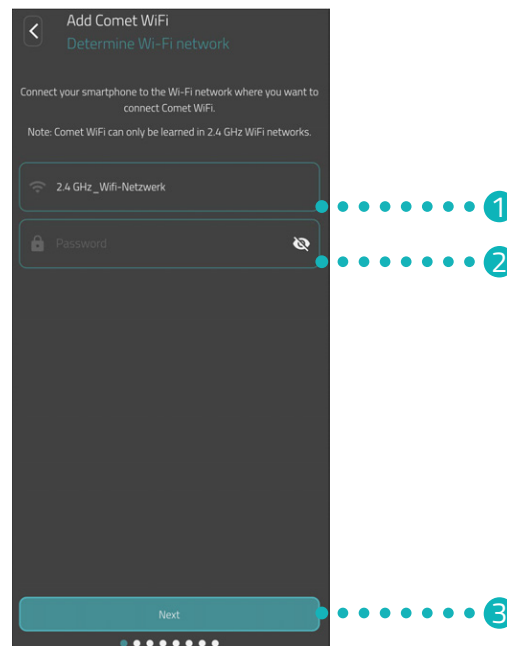 Add Comet WiFi
Determine Wi-Fi network
Connect your smartphone to the Wi-Fi network where you want to
connect Comet WiFi.
Note: Comet WiFi can only be learned in 2.4 GHz WiFi networks.
2.4 GHz_Wifi-Netzwerk
1
Password
2
Next
3